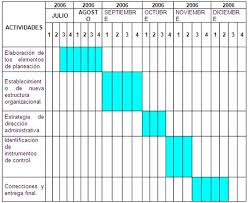 ACTIVIDADES
2006 2006 2006 2006 2006 2006
JULIO AGOST SEPTIEMBR OCTUBR NOVIEMBR DICIEMBR
O E E E E
1 2 3 4 1 2 3 4 1 2 3 4 1 2 3 4 1 2 3 4 1 2 3 4
Elaboración de
los elementos
de planeación.
Establecimient
o de nueva
estructura
organizacional.
Estrategia de
dirección
administrativa
Identificación
de
instrumentos
de control.
Correcciones y
entrega final.